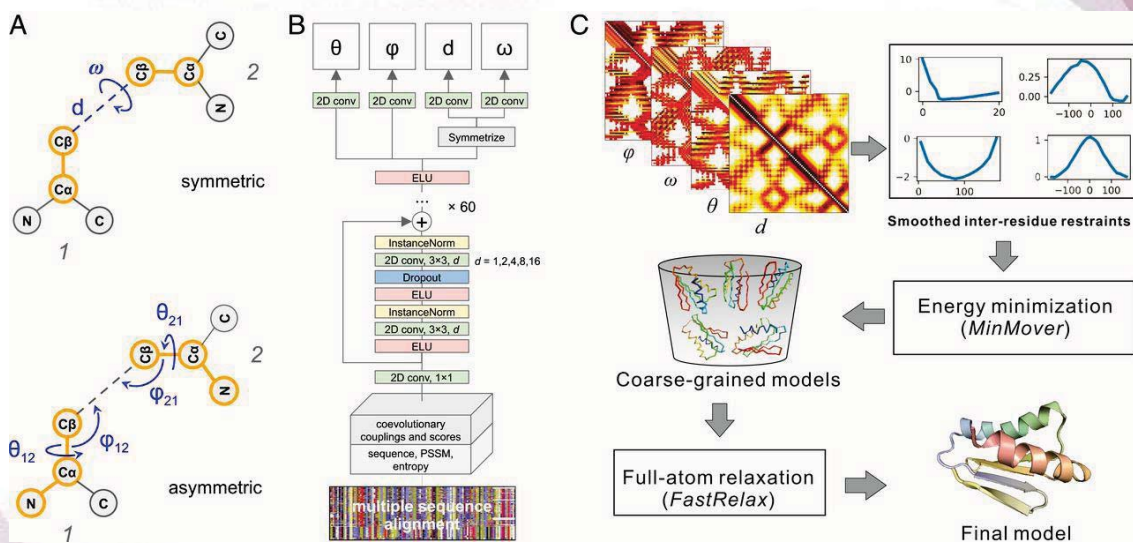 A
C
Cβ
Cα
2
ω
N
d
Cβ
Cα
symmetric
N
C
1
θ21
C
Cβ
Cα
2
φ21
N
Cβ
θ12
φ12
Cα
asymmetric
N
C
1
B
θ φ d ω
2D conv 2D conv 2D conv 2D conv
Symmetrize
ELU
...
× 60
+
InstanceNorm
2D conv, 3×3, d
d = 1,2,4,8,16
Dropout
ELU
InstanceNorm
2D conv, 3×3, d
ELU
2D conv, 1×1
coevolutionary
couplings and scores
sequence, PSSM,
entropy
multiple sequence
alignment
C
φ
ω
θ
d
10
5
0
0 20
0.25
0.00
-100 0 100
0
−2
0 100
1
0
-100 0 100
Smoothed inter-residue restraints
Energy minimization
(MinMover)
Coarse-grained models
Full-atom relaxation
(FastRelax)
Final model